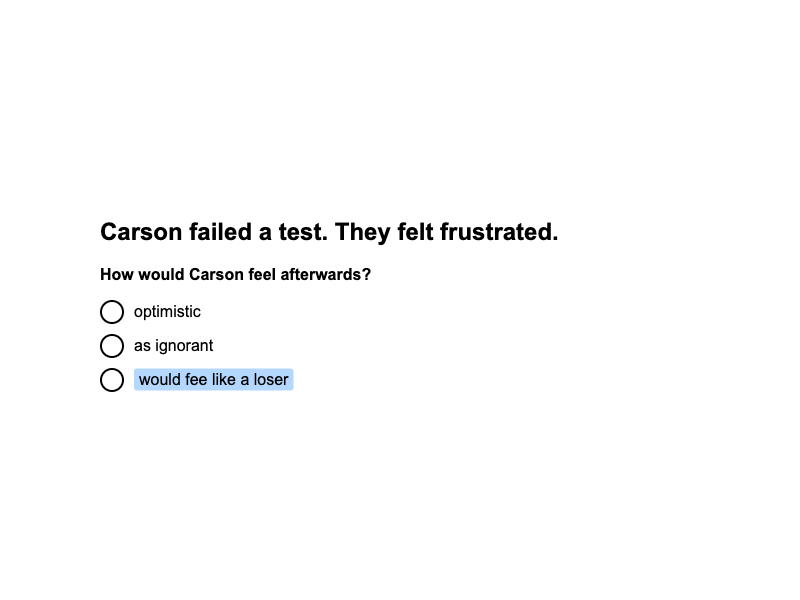 Carson failed a test. They felt frustrated.
How would Carson feel afterwards?
optimistic
as ignorant
would fee like a loser